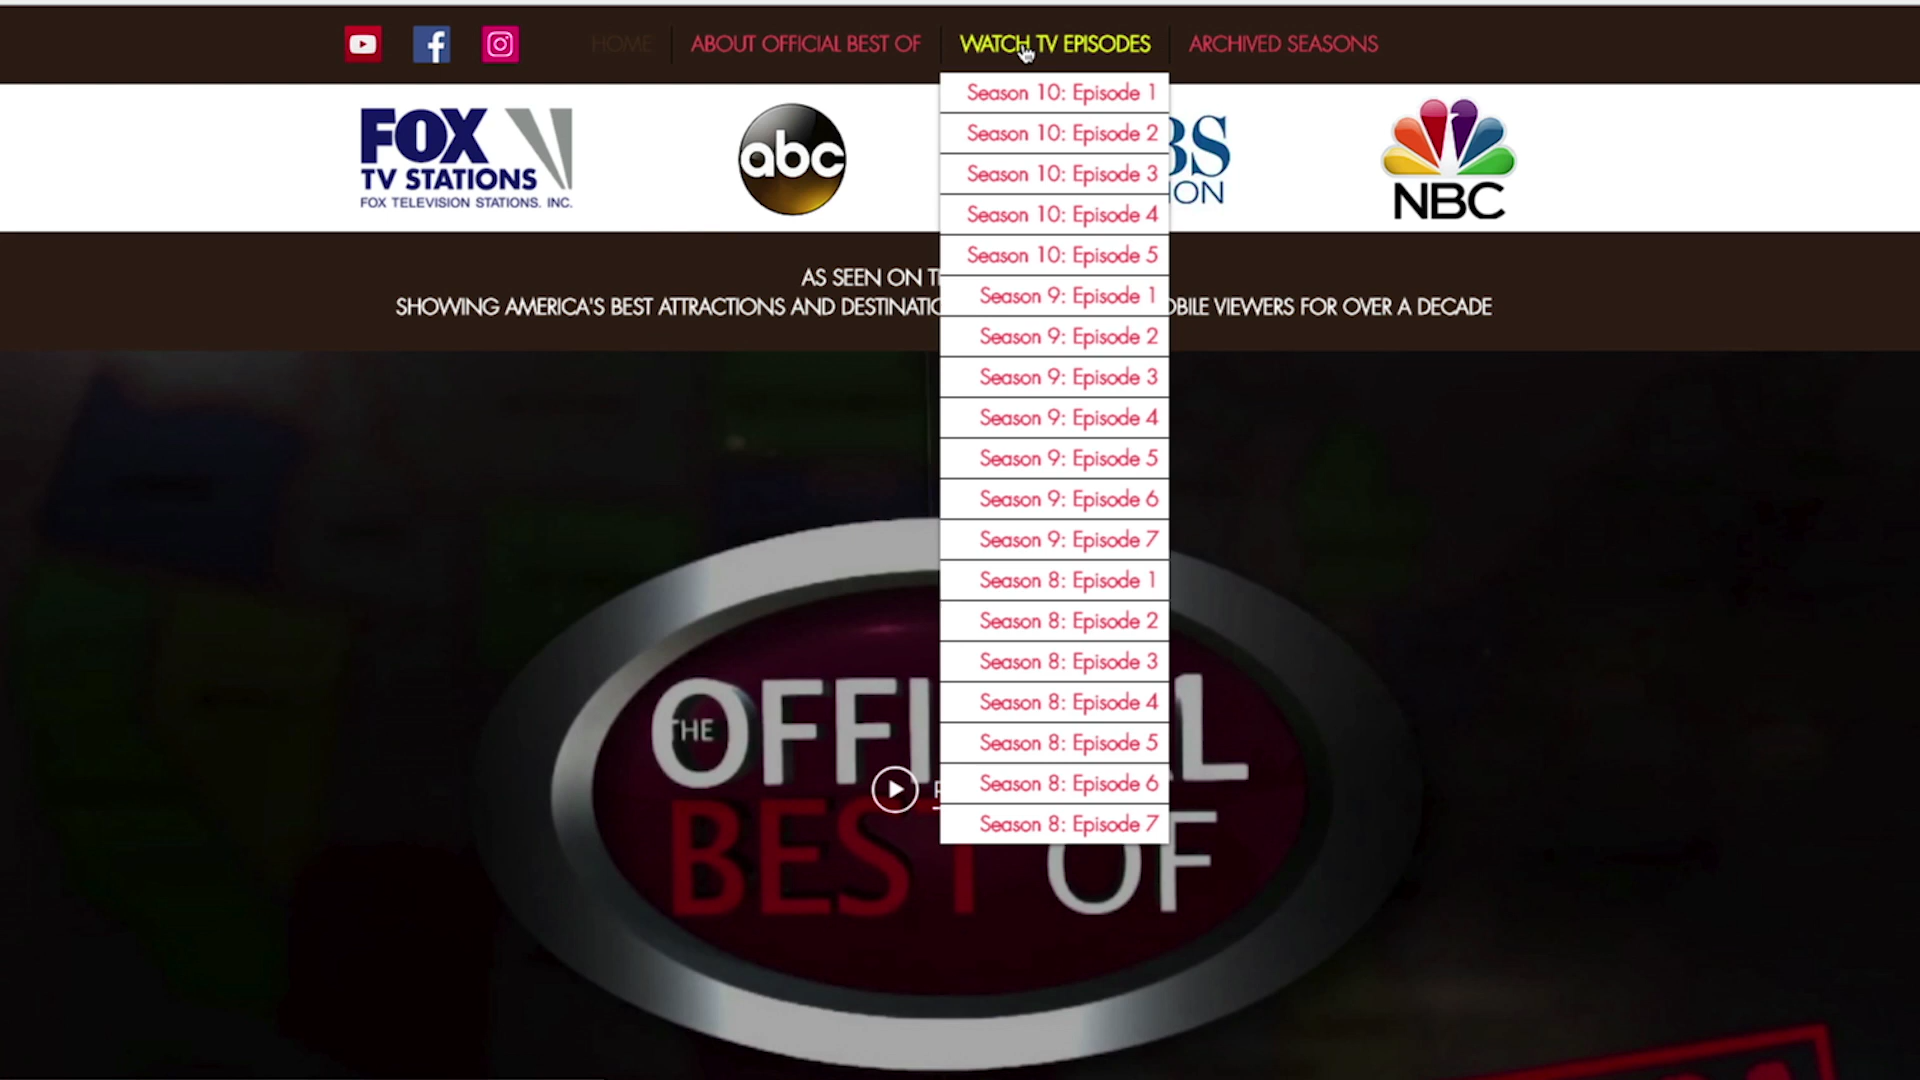 HOME
ABOUT OFFICIAL BEST OF
WATCH TV EPISODES
ARCHIVED SEASONS
Season 10: Episode 1
Season 10: Episode 2
Season 10: Episode 3
Season 10: Episode 4
Season 10: Episode 5
Season 9: Episode 1
Season 9: Episode 2
Season 9: Episode 3
Season 9: Episode 4
Season 9: Episode 5
Season 9: Episode 6
Season 9: Episode 7
Season 8: Episode 1
Season 8: Episode 2
Season 8: Episode 3
Season 8: Episode 4
Season 8: Episode 5
Season 8: Episode 6
Season 8: Episode 7
FOX
TV STATIONS
FOX TELEVISION STATIONS, INC.
abc
NBC
AS SEEN ON
SHOWING AMERICA'S BEST ATTRACTIONS AND VIEWERS FOR OVER A DECADE
THE
BEST OF